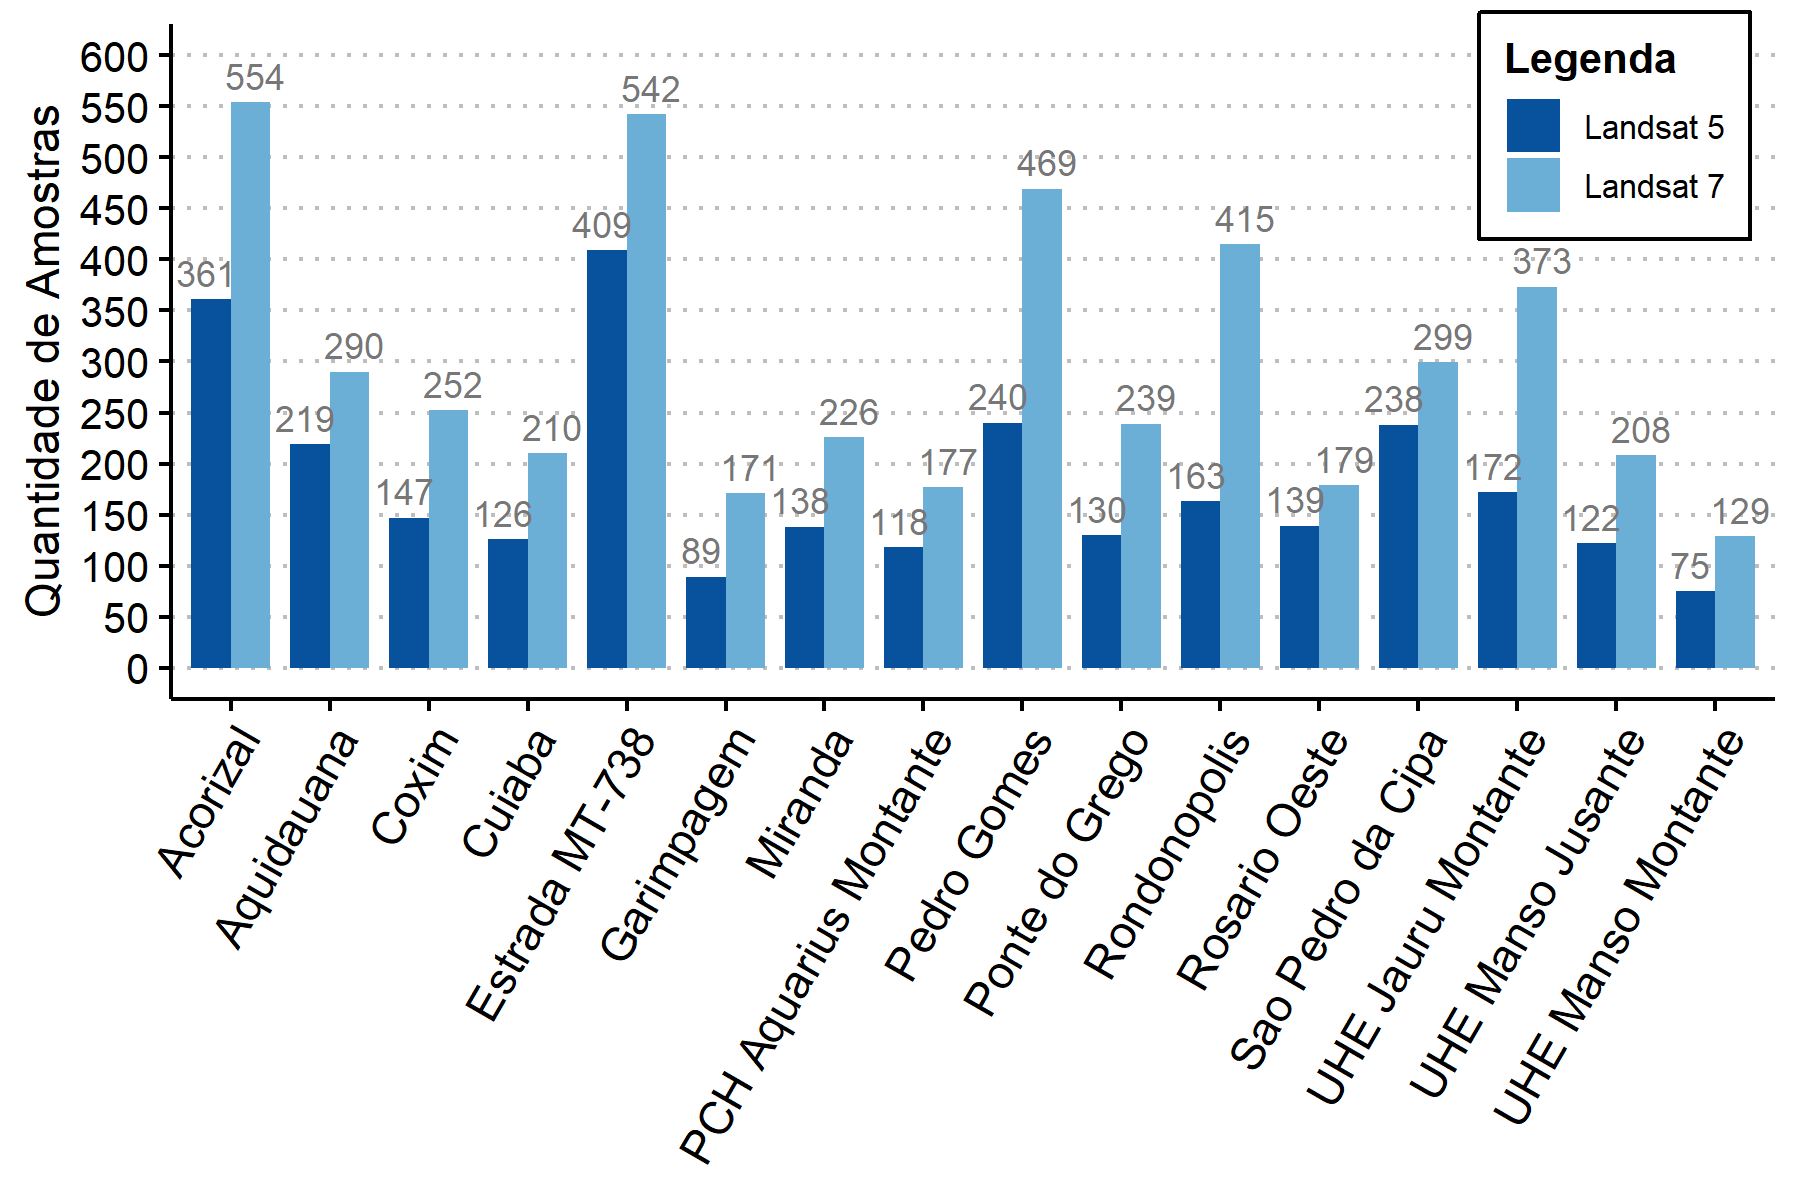 Quantidade de Amostras
600
550
500
450
400
350
300
250
200
150
100
50
0
Legenda
Landsat 5
Landsat 7
361
554
219
290
147
252
126
210
409
542
89
171
138
226
118
177
240
469
130
239
163
415
139
179
238
299
172
373
122
208
75
129
Acorizal
Aquidauana
Coxim
Cuiaba
Estrada MT-738
Garimpagem
Miranda
PCH Aquarius Montante
Pedro Gomes
Ponte do Grego
Rondonopolis
Rosario Oeste
Sao Pedro da Cipa
UHE Jauru Montante
UHE Manso Jusante
UHE Manso Montante